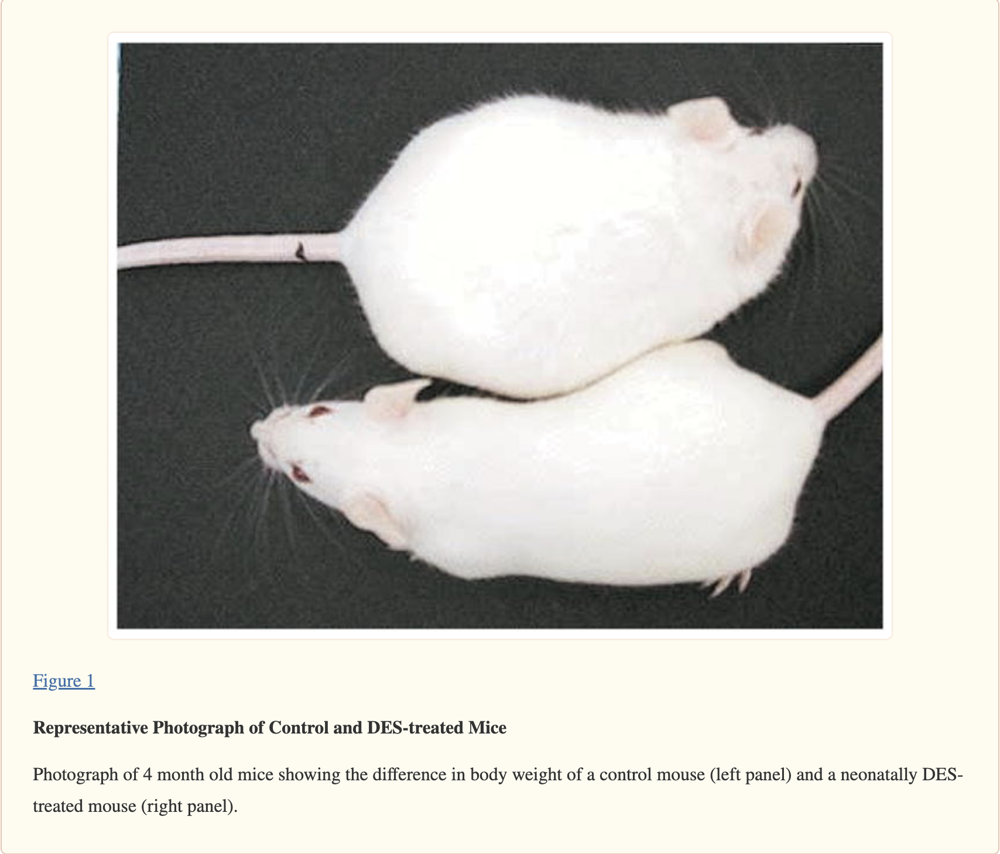 Figure 1
Representative Photograph of Control and DES-treated Mice
Photograph of 4 month old mice showing the difference in body weight of a control mouse (left panel) and a neonatally DES-
treated mouse (right panel).